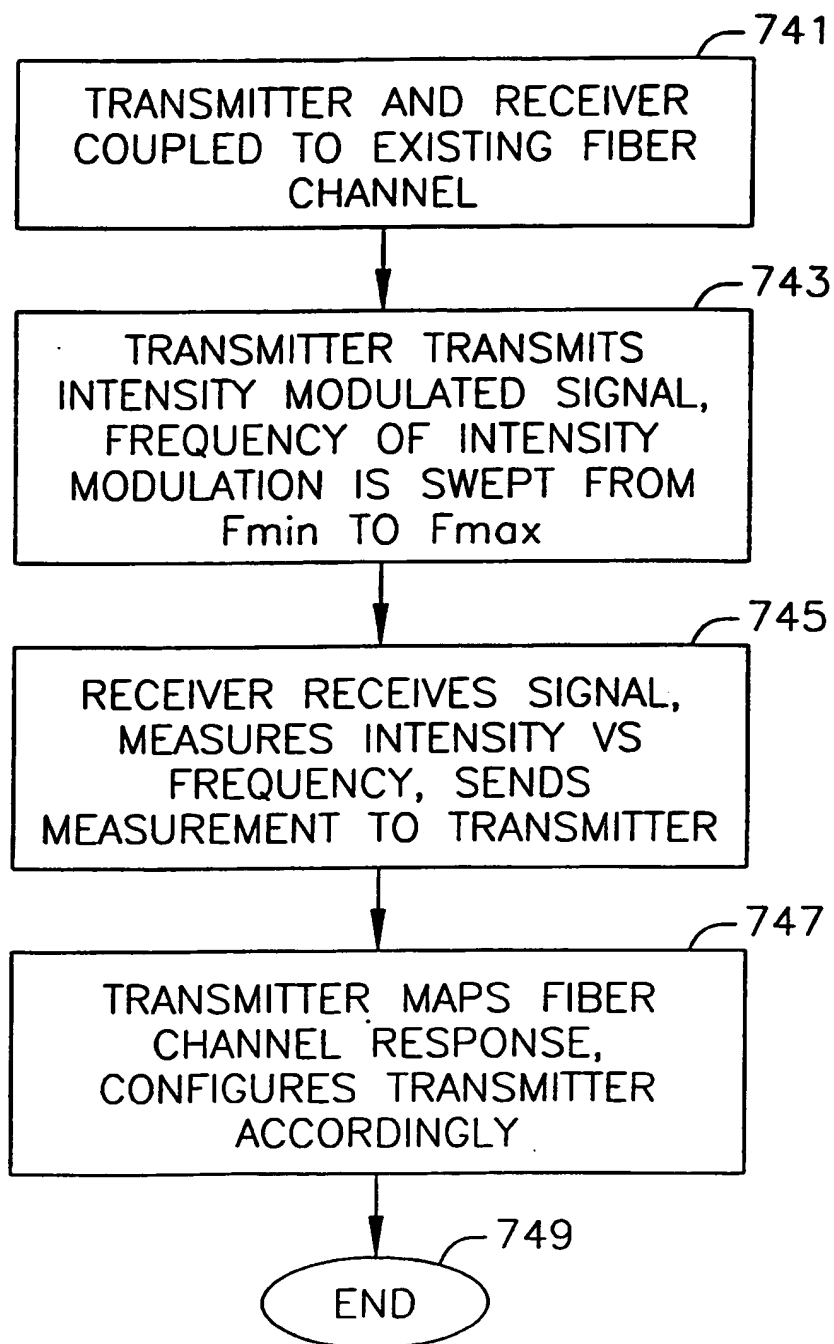 741
TRANSMITTER AND RECEIVER
COUPLED TO EXISTING FIBER
CHANNEL
743
TRANSMITTER TRANSMITS
INTENSITY MODULATED SIGNAL,
FREQUENCY OF INTENSITY
MODULATION IS SWEPT FROM
Fmin TO Fmax
745
RECEIVER RECEIVES SIGNAL,
MEASURES INTENSITY VS
FREQUENCY, SENDS
MEASUREMENT TO TRANSMITTER
747
TRANSMITTER MAPS FIBER
CHANNEL RESPONSE,
CONFIGURES TRANSMITTER
ACCORDINGLY
749
END